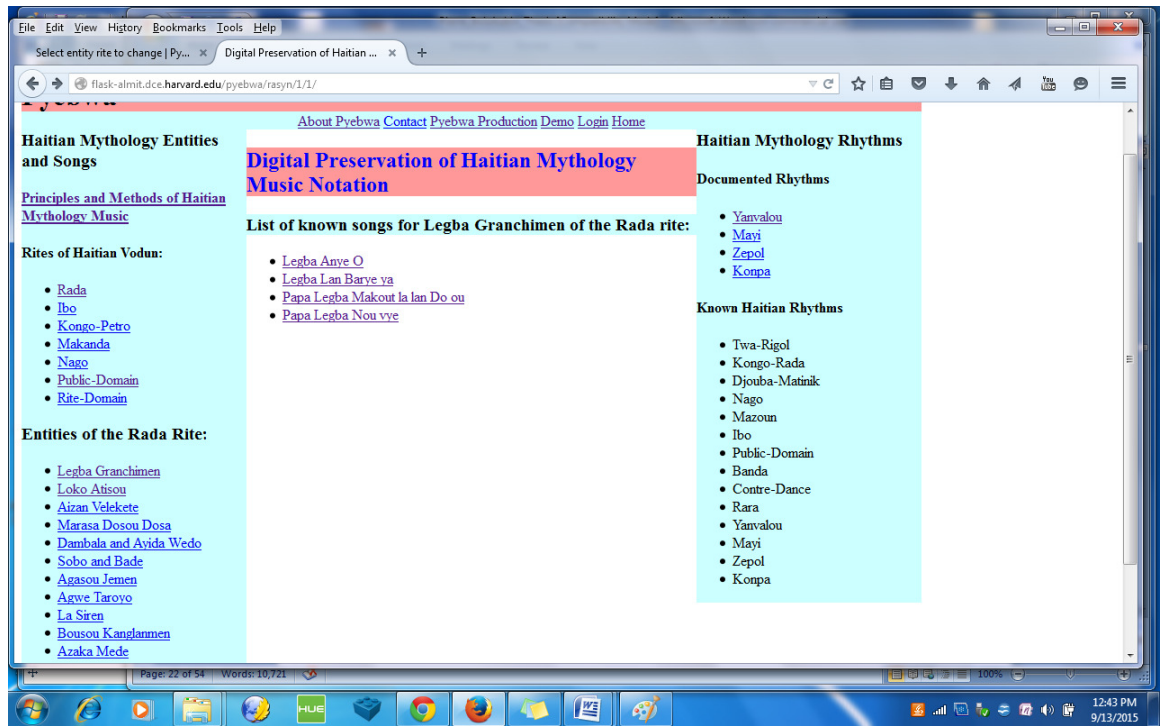 File Edit View History Bookmarks Tools Help
Select entity rite to change | Py... ×
Digital Preservation of Haitian ... ×
+
flask-almit.dce.harvard.edu/pyebwa/rasyn/1/1/
You Tube
Pyebwa
About Pyebwa Contact Pyebwa Production Demo Login Home
Haitian Mythology Entities
and Songs
Principles and Methods of Haitian
Mythology Music
Rites of Haitian Vodun:
Rada
Ibo
Kongo-Petro
Makanda
Nago
Public-Domain
Rite-Domain
Entities of the Rada Rite:
Legba Granchimen
Loko Atisou
Aizan Velekete
Marasa Dosou Dosa
Dambala and Ayida Wedo
Sobo and Bade
Agasou Jemen
Agwe Taroyo
La Siren
Bousou Kanglanmen
Azaka Mede
Digital Preservation of Haitian Mythology
Music Notation
List of known songs for Legba Granchimen of the Rada rite:
Legba Anye O
Legba Lan Barye ya
Papa Legba Makout la lan Do ou
Papa Legba Nou vye
Haitian Mythology Rhythms
Documented Rhythms
Yanvalou
Mayi
Zepol
Konpa
Known Haitian Rhythms
Twa-Rigol
Kongo-Rada
Djouba-Matinik
Nago
Mazoun
Ibo
Public-Domain
Banda
Contre-Dance
Rara
Yanvalou
Mayi
Zepol
Konpa
Page: 22 of 54 Words: 10,721
100%
HUE
12:43 PM
9/13/2015